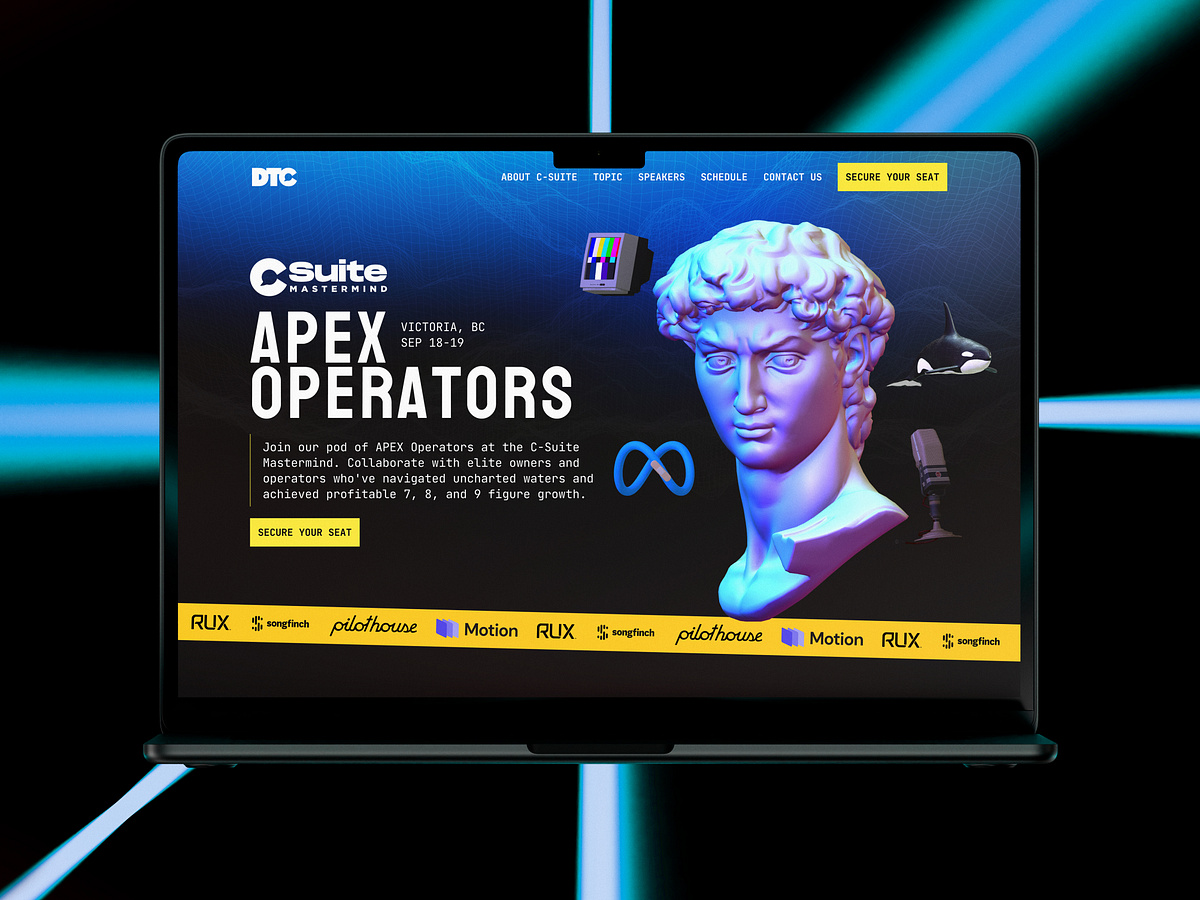 DTC
ABOUT C-SUITE TOPIC SPEAKERS SCHEDULE CONTACT US SECURE YOUR SEAT
C Suite
MASTERMIND
APEX
VICTORIA, BC
SEP 18-19
OPERATORS
Join our pod of APEX Operators at the C-Suite
Mastermind. Collaborate with elite owners and
operators who've navigated uncharted waters and
achieved profitable 7, 8, and 9 figure growth.
SECURE YOUR SEAT
RUX songfinch pilothouse Motion RUX songfinch pilothouse Motion RUX songfinch